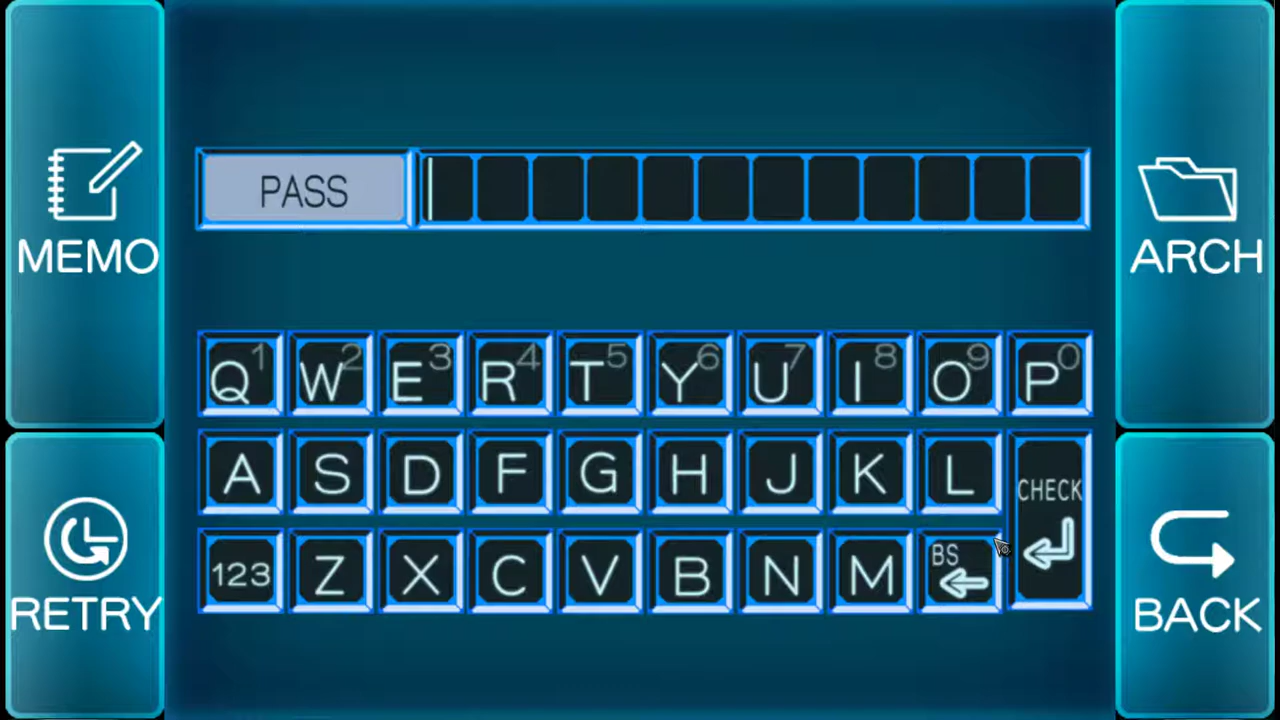 PASS
MEMO
ARCH
Q1 W2 E3 R4 T5 Y6 U7 I8 O9 P0
A S D F G H J K L CHECK
123 Z X C V B N M BS
RETRY
BACK